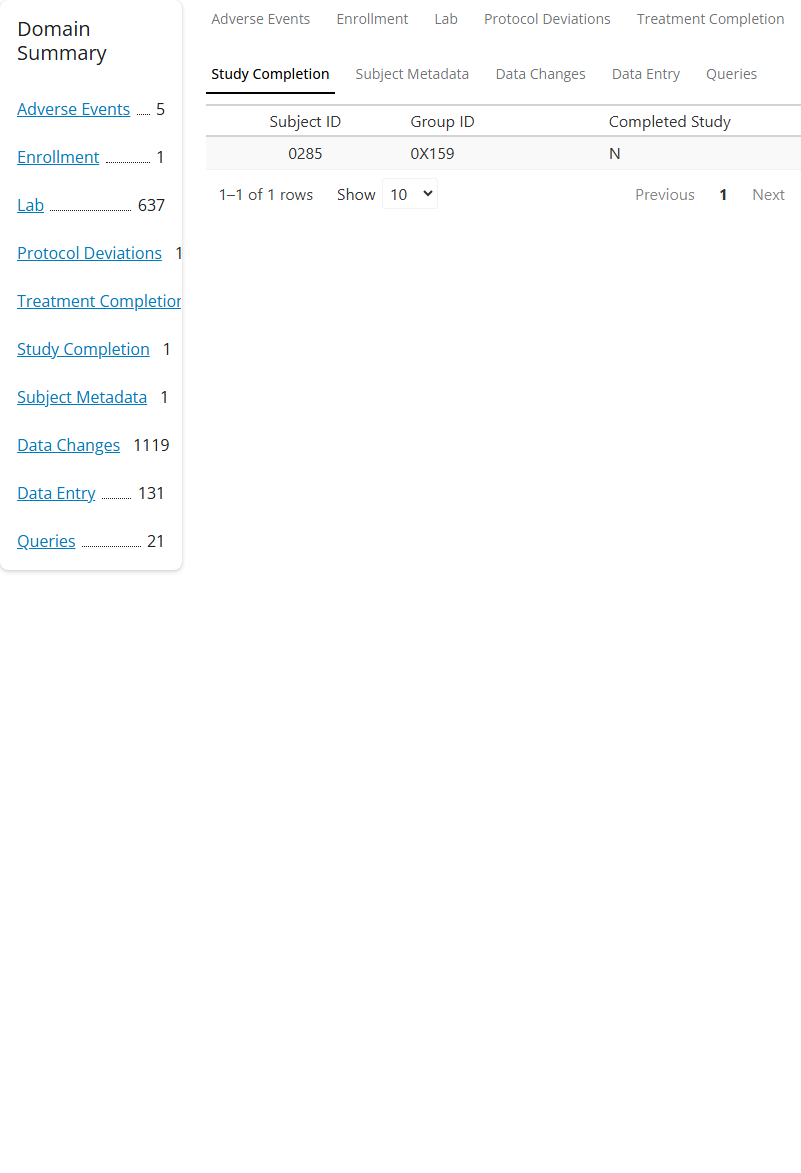 Domain
Summary
Adverse Events 5
Enrollment 1
Lab 637
Protocol Deviations 1
Treatment Completion
Study Completion 1
Subject Metadata 1
Data Changes 1119
Data Entry 131
Queries 21
Adverse Events Enrollment Lab Protocol Deviations Treatment Completion
Study Completion Subject Metadata Data Changes Data Entry Queries
Subject ID Group ID Completed Study
0285 0X159 N
1–1 of 1 rows Show 10 Previous 1 Next